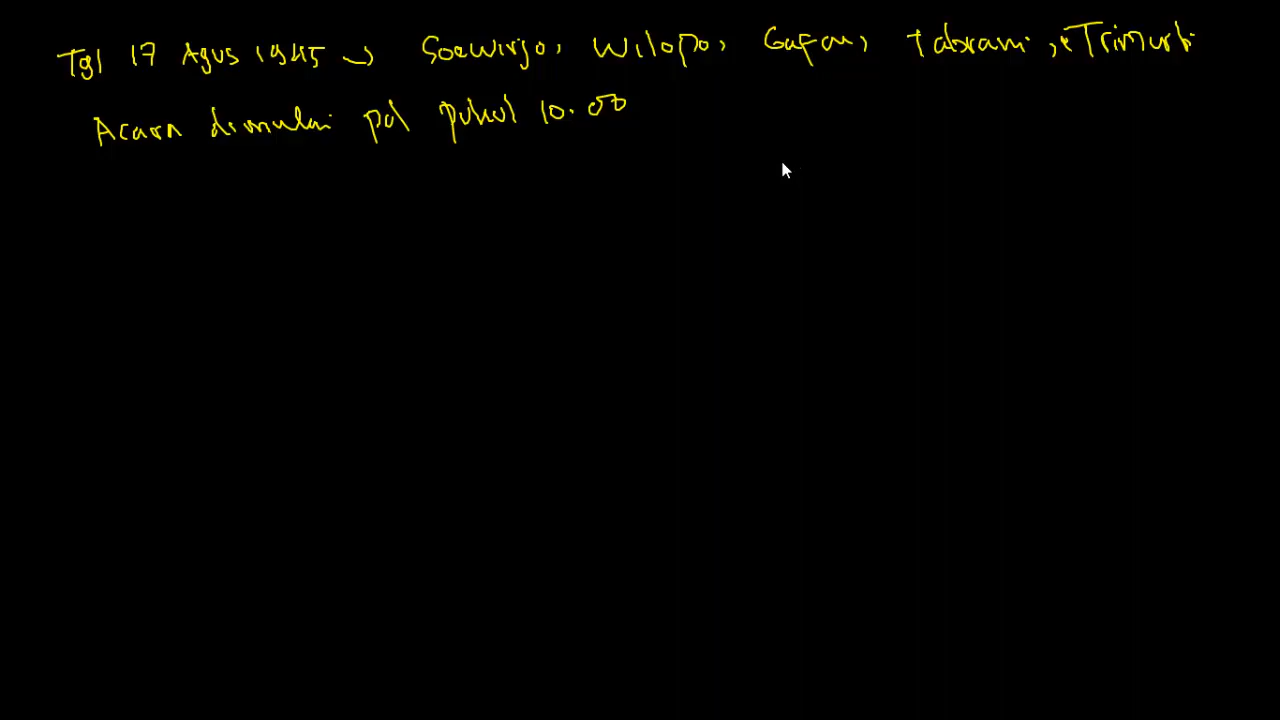 Tgl 17 Agus 1945 → Soewirjo, Wilopo, Gafar, Tabrani, Trimurti
Acara dimulai pd pukul 10.00